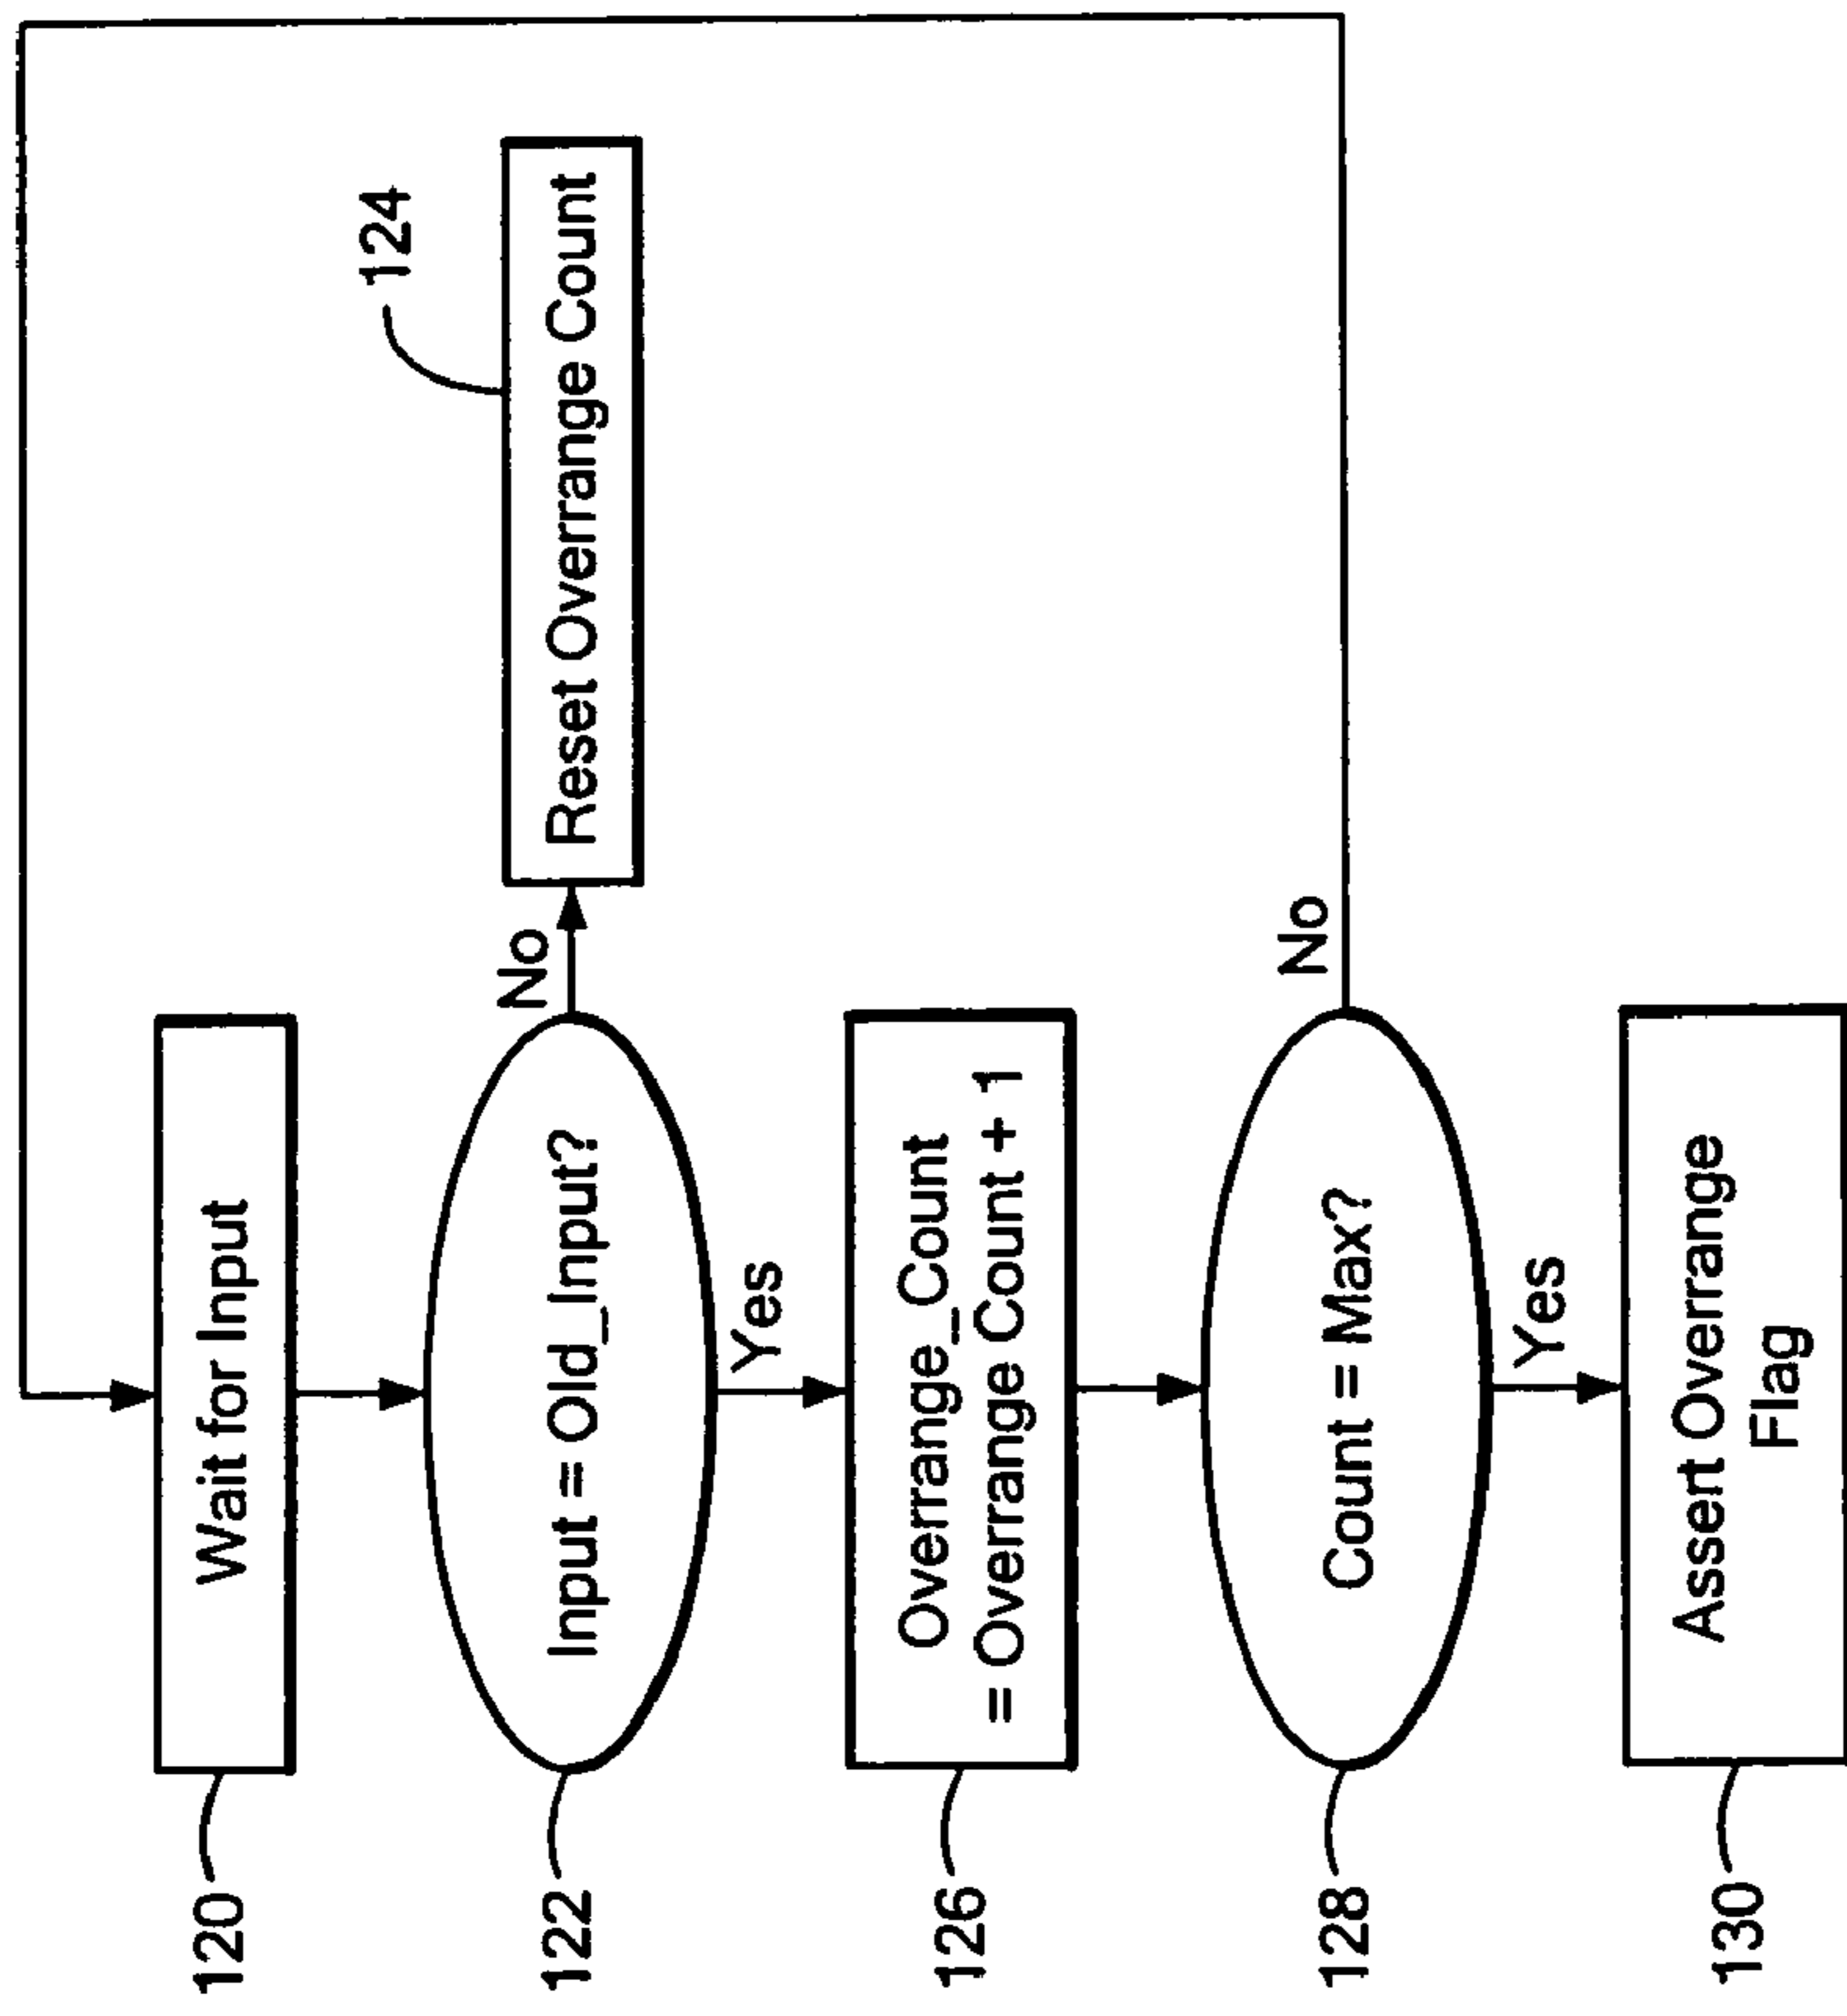 120
Wait for Input
122
Input = Old_Input?
No
124
Reset Overrange Count
Yes
126
Overrange_Count
= Overrange Count + 1
128
Count = Max?
No
Yes
130
Assert Overrange
Flag